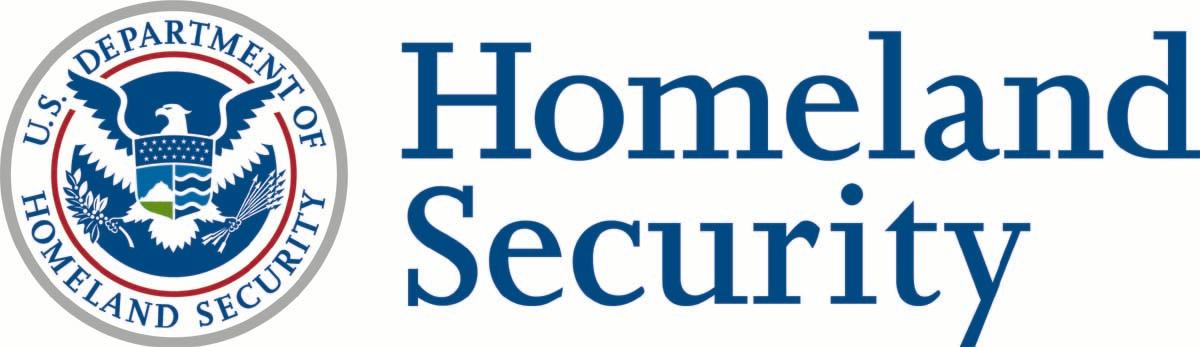 U.S. DEPARTMENT OF
HOMELAND SECURITY
Homeland
Security